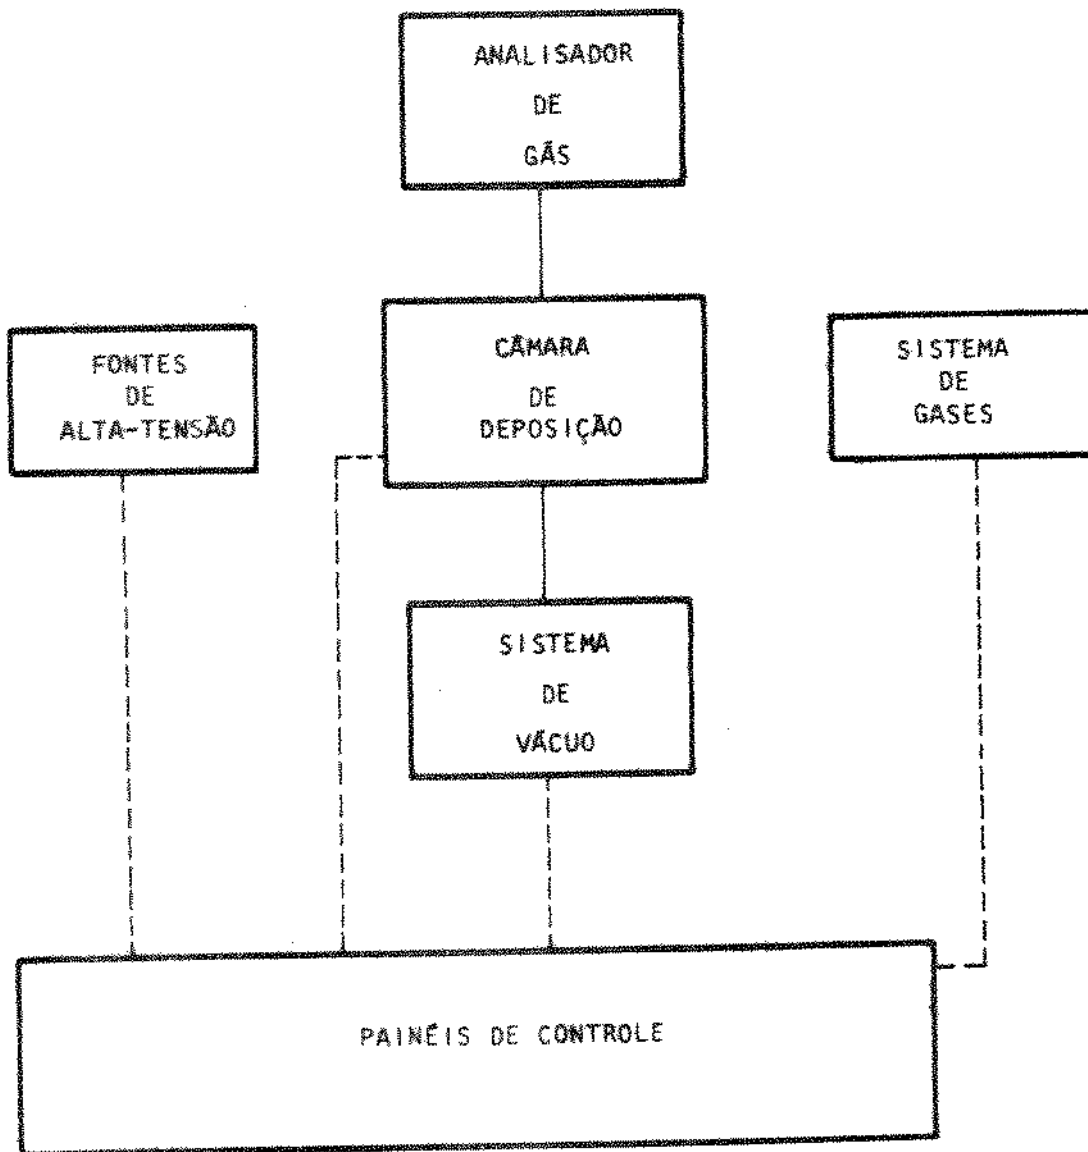 ANALISADOR
DE
GÁS
FONTES
DE
ALTA-TENSÃO
CÂMARA
DE
DEPOSIÇÃO
SISTEMA
DE
GASES
SISTEMA
DE
VÁCUO
PAINÉIS DE CONTROLE